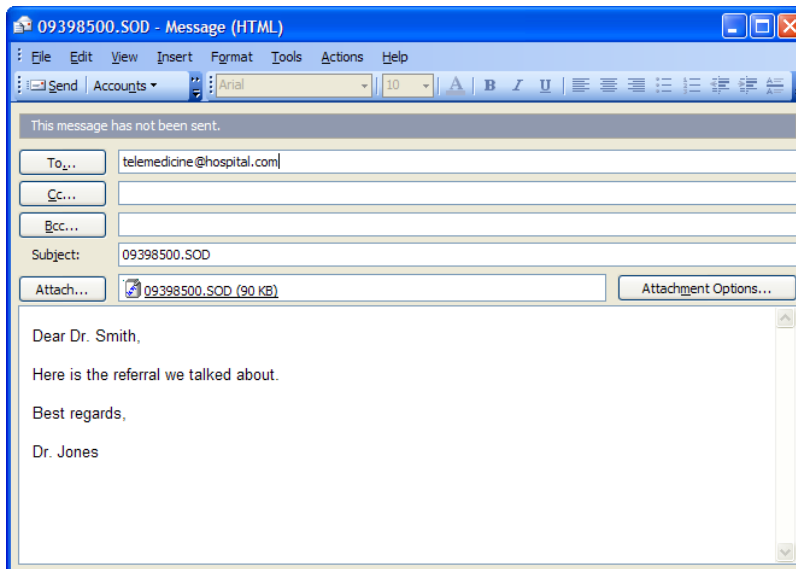 09398500.SOD - Message (HTML)
File Edit View Insert Format Tools Actions Help
Send Accounts Arial 10 A B I U
This message has not been sent.
To... telemedicine@hospital.com
Cc...
Bcc...
Subject: 09398500.SOD
Attach... 09398500.SOD (90 KB) Attachment Options...
Dear Dr. Smith,
Here is the referral we talked about.
Best regards,
Dr. Jones